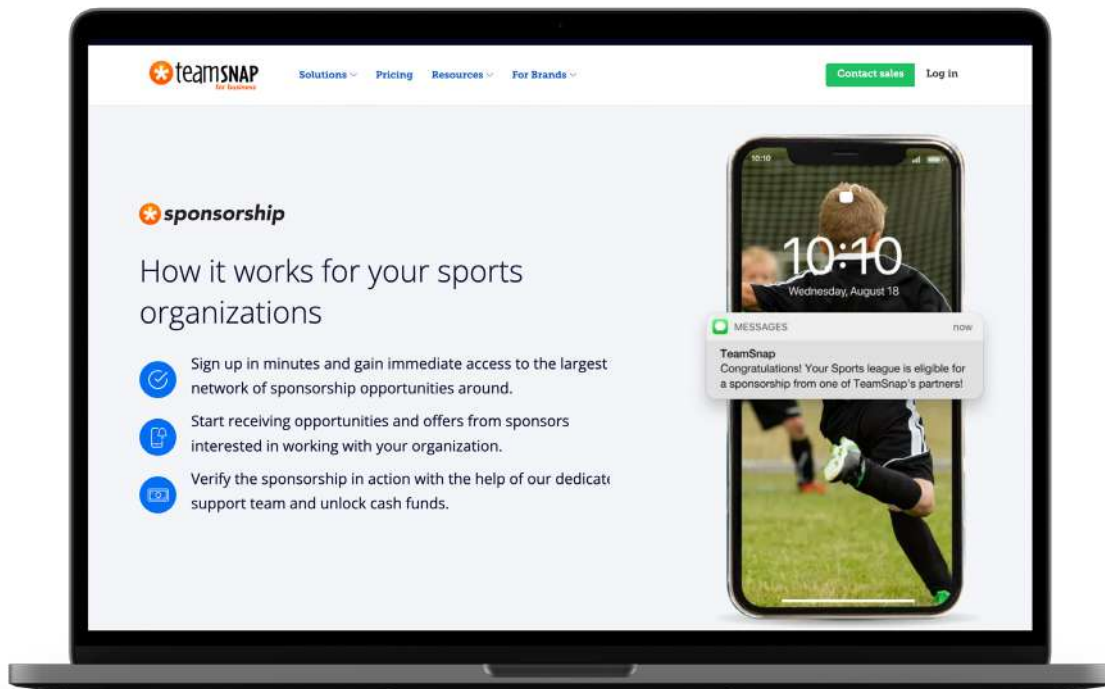 teamSNAP
for business
Solutions
Pricing
Resources
For Brands
Contact sales
Log in
sponsorship
How it works for your sports
organizations
Sign up in minutes and gain immediate access to the largest
network of sponsorship opportunities around.
Start receiving opportunities and offers from sponsors
interested in working with your organization.
Verify the sponsorship in action with the help of our dedicate
support team and unlock cash funds.
10:10
10:10
Wednesday, August 18
MESSAGES
now
TeamSnap
Congratulations! Your Sports league is eligible for
a sponsorship from one of TeamSnap's partners!